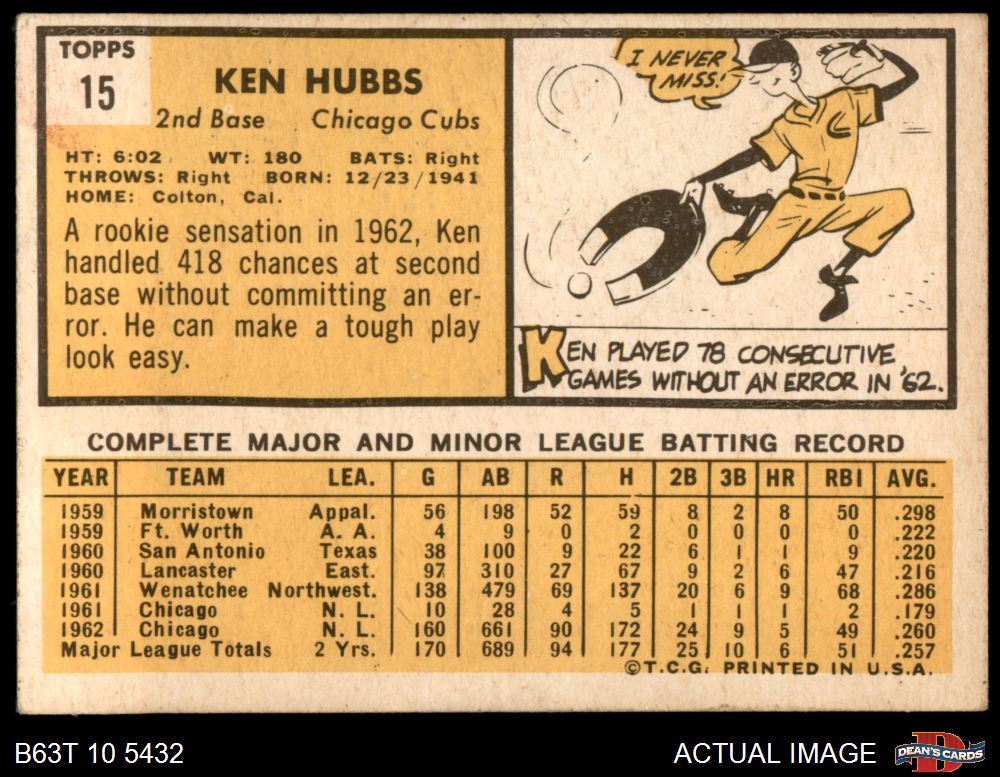 TOPPS
15
KEN HUBBS
2nd Base Chicago Cubs
HT: 6:02 WT: 180 BATS: Right
THROWS: Right BORN: 12/23/1941
HOME: Colton, Cal.
A rookie sensation in 1962, Ken
handled 418 chances at second
base without committing an er-
ror. He can make a tough play
look easy.
I NEVER
MISS!
C
KEN PLAYED 78 CONSECUTIVE
GAMES WITHOUT AN ERROR IN '62.
COMPLETE MAJOR AND MINOR LEAGUE BATTING RECORD
YEAR TEAM LEA. G AB R H 2B 3B HR RBI AVG.
1959 Morristown Appal. 56 198 52 59 8 2 8 50 .298
1959 Ft. Worth A. A. 4 9 0 2 0 0 0 0 .222
1960 San Antonio Texas 38 100 9 22 6 1 1 9 .220
1960 Lancaster East. 97 310 27 67 9 2 6 47 .216
1961 Wenatchee Northwest. 138 479 69 137 20 6 9 68 .286
1961 Chicago N. L. 10 28 4 5 1 1 1 2 .179
1962 Chicago N. L. 160 661 90 172 24 9 5 49 .260
Major League Totals 2 Yrs. 170 689 94 177 25 10 6 51 .257
©T.C.G. PRINTED IN U.S.A.
B63T 10 5432
ACTUAL IMAGE
D
DEAN'S CARDS